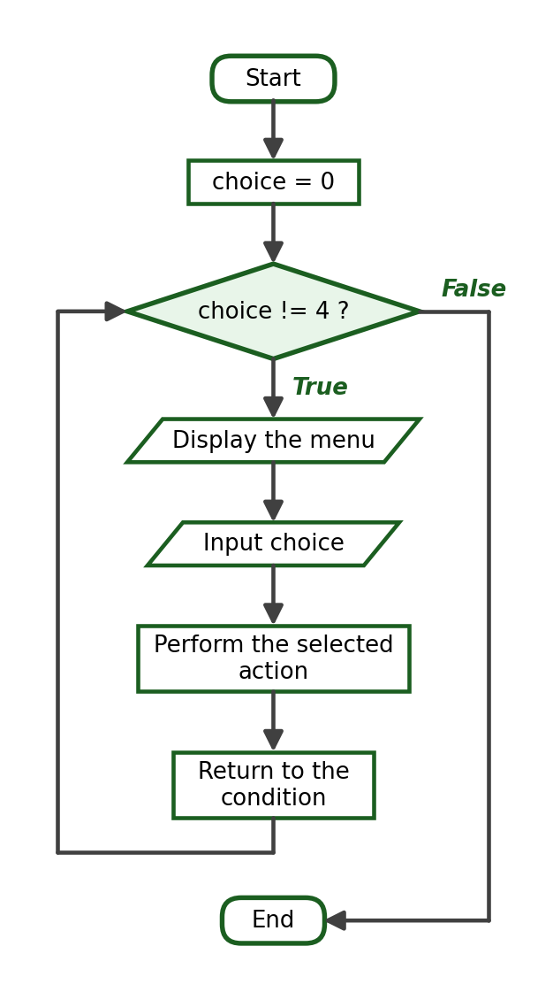 Start
choice = 0
choice != 4 ?
False
True
Display the menu
Input choice
Perform the selected
action
Return to the
condition
End